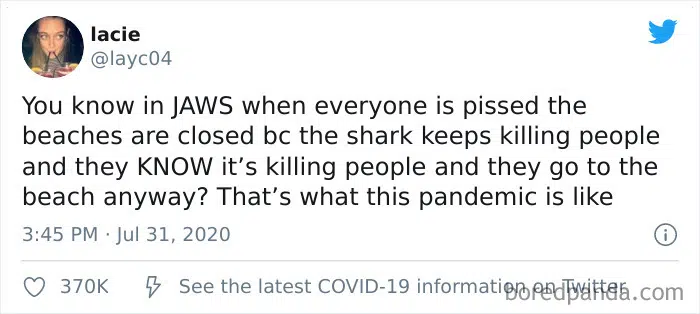 lacie
@layc04
You know in JAWS when everyone is pissed the
beaches are closed bc the shark keeps killing people
and they KNOW it’s killing people and they go to the
beach anyway? That’s what this pandemic is like
3:45 PM · Jul 31, 2020
370K See the latest COVID-19 information on Twitter
boredpanda.com